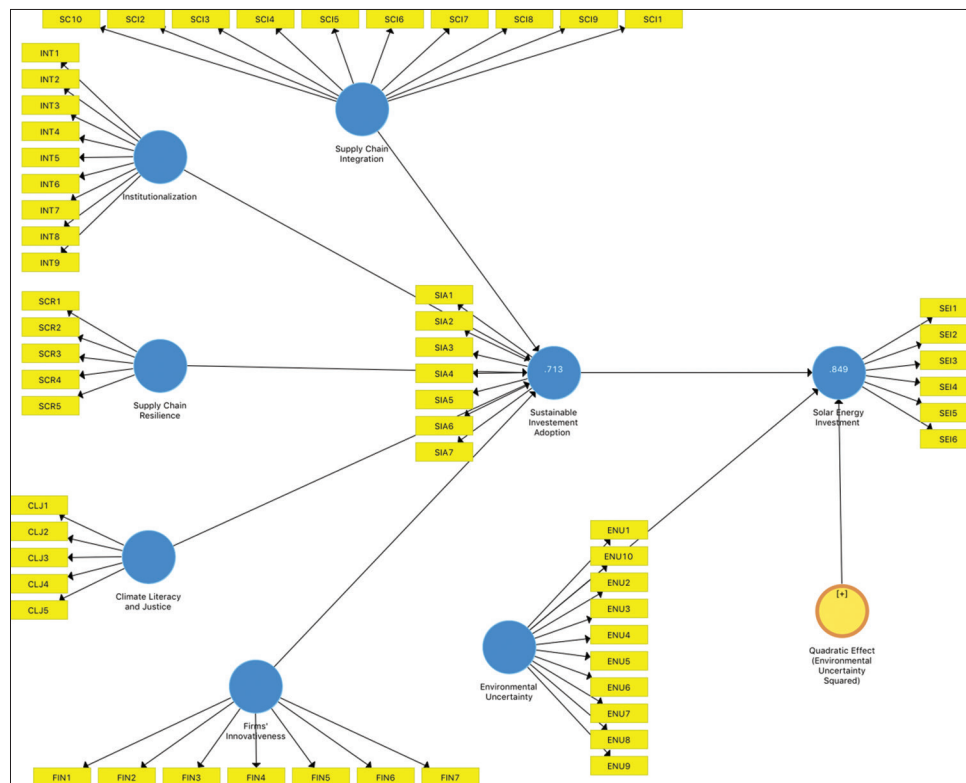 SC10
SCI2
SCI3
SCI4
SCI5
SCI6
SCI7
SCI8
SCI9
SCI1
INT1
INT2
INT3
INT4
INT5
INT6
INT7
INT8
INT9
Supply Chain
Integration
Institutionalization
SCR1
SCR2
SCR3
SCR4
SCR5
Supply Chain
Resilience
SIA1
SIA2
SIA3
SIA4
SIA5
SIA6
SIA7
.713
Sustainable
Investement
Adoption
.849
Solar Energy
Investment
SEI1
SEI2
SEI3
SEI4
SEI5
SEI6
CLJ1
CLJ2
CLJ3
CLJ4
CLJ5
Climate Literacy
and Justice
ENU1
ENU10
ENU2
ENU3
ENU4
ENU5
ENU6
ENU7
ENU8
ENU9
Environmental
Uncertainty
[+]
Quadratic Effect
(Environmental
Uncertainty
Squared)
Firms'
Innovativeness
FIN1
FIN2
FIN3
FIN4
FIN5
FIN6
FIN7